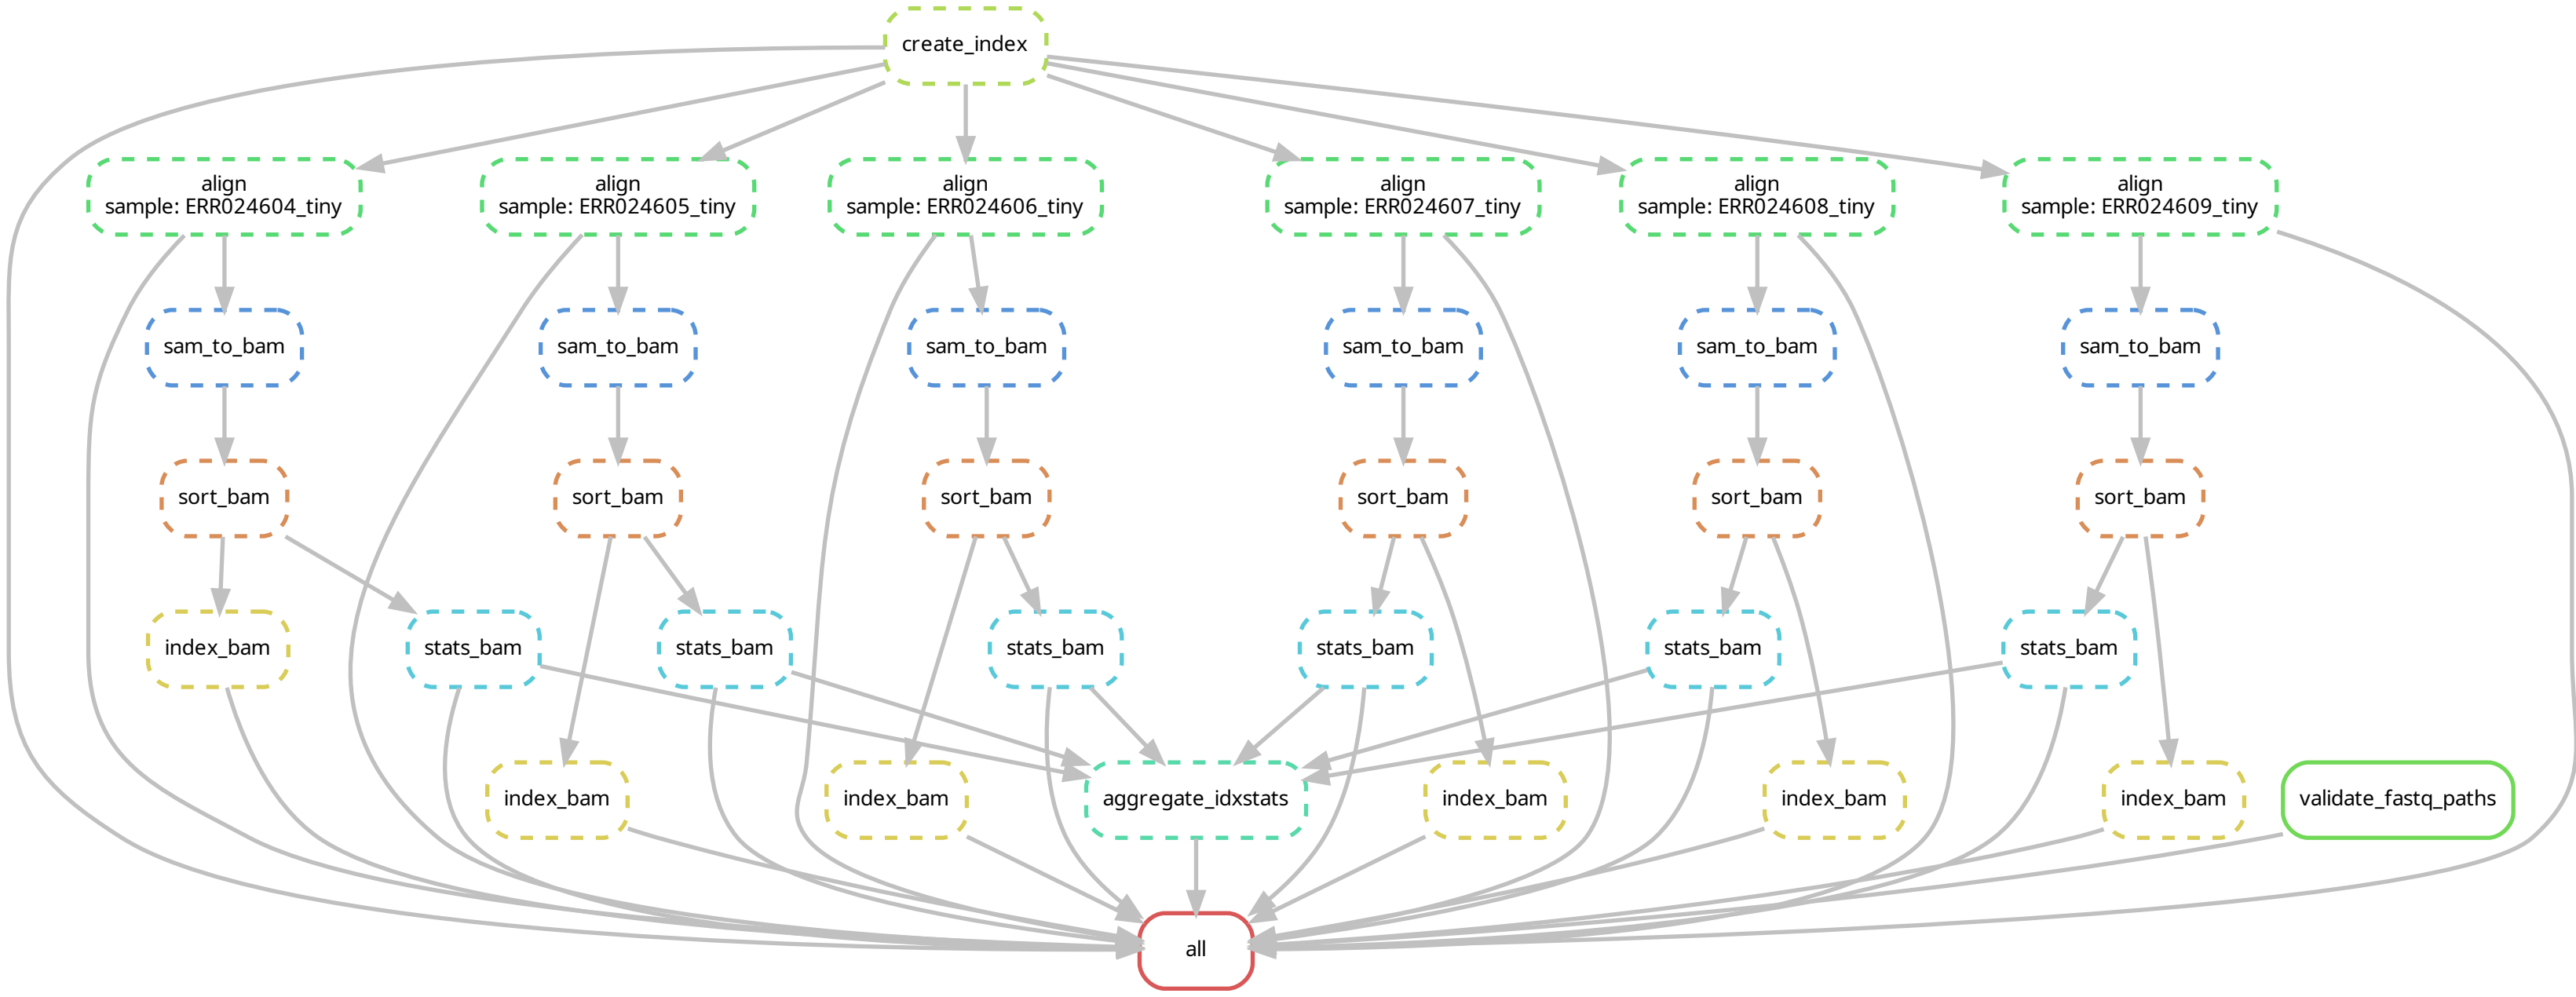 create_index
align
sample: ERR024604_tiny
align
sample: ERR024605_tiny
align
sample: ERR024606_tiny
align
sample: ERR024607_tiny
align
sample: ERR024608_tiny
align
sample: ERR024609_tiny
sam_to_bam
sam_to_bam
sam_to_bam
sam_to_bam
sam_to_bam
sam_to_bam
sort_bam
sort_bam
sort_bam
sort_bam
sort_bam
sort_bam
index_bam
stats_bam
stats_bam
stats_bam
stats_bam
stats_bam
stats_bam
index_bam
index_bam
aggregate_idxstats
index_bam
index_bam
index_bam
validate_fastq_paths
all